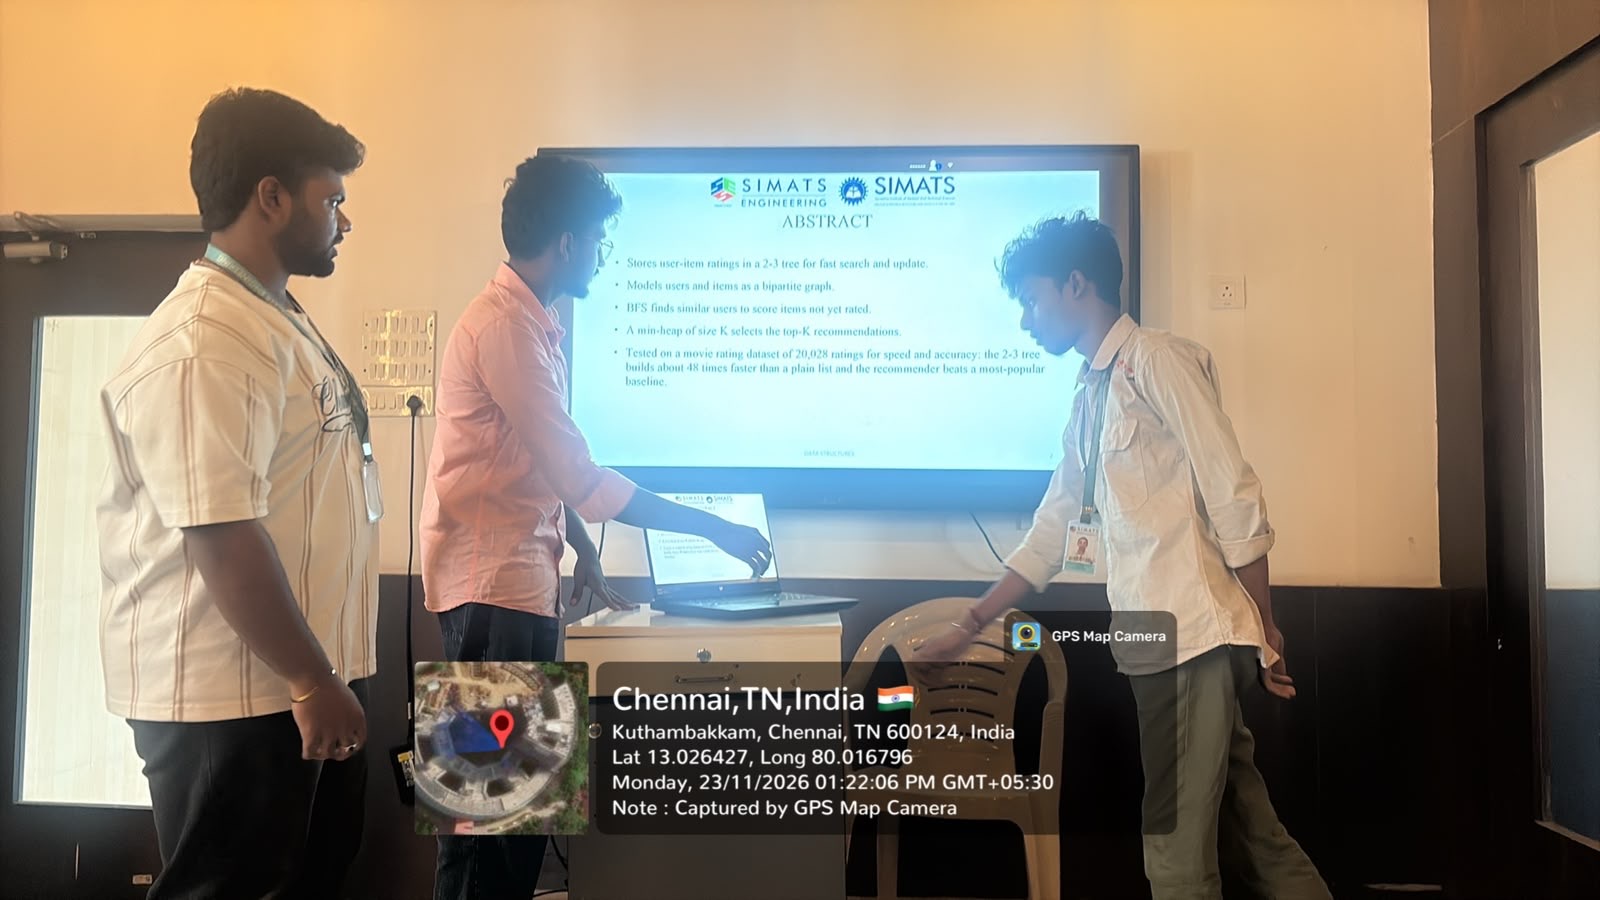 SIMATS
ENGINEERING
SIMATS
ABSTRACT
• Stores user-item ratings in a 2-3 tree for fast search and update.
• Models users and items as a bipartite graph.
• BFS finds similar users to score items not yet rated.
• A min-heap of size K selects the top-K recommendations.
• Tested on a movie rating dataset of 20,028 ratings for speed and accuracy: the 2-3 tree
builds about 48 times faster than a plain list and the recommender beats a most-popular
baseline.
DATA STRUCTURES
2
SIMATS
SIMATS
SIMATS
GPS Map Camera
Chennai,TN,India
Kuthambakkam, Chennai, TN 600124, India
Lat 13.026427, Long 80.016796
Monday, 23/11/2026 01:22:06 PM GMT+05:30
Note : Captured by GPS Map Camera